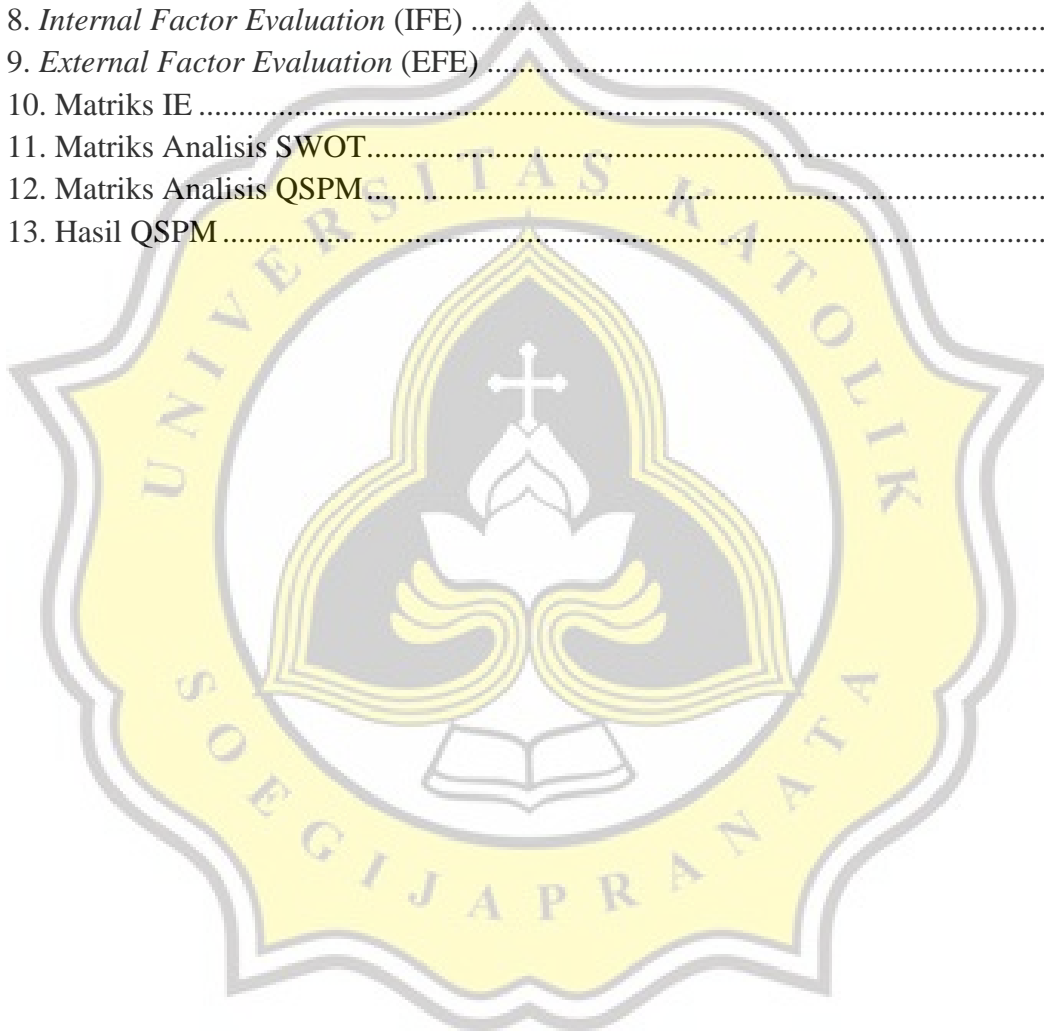 8. Internal Factor Evaluation (IFE) ........................................................................................
9. External Factor Evaluation (EFE) ......................................................................................
10. Matriks IE ...................................................................................................................................
11. Matriks Analisis SWOT.........................................................................................................
12. Matriks Analisis QSPM.........................................................................................................
13. Hasil QSPM ...............................................................................................................................
UNIVERSITAS KATOLIK
SOEGIJAPRANATA